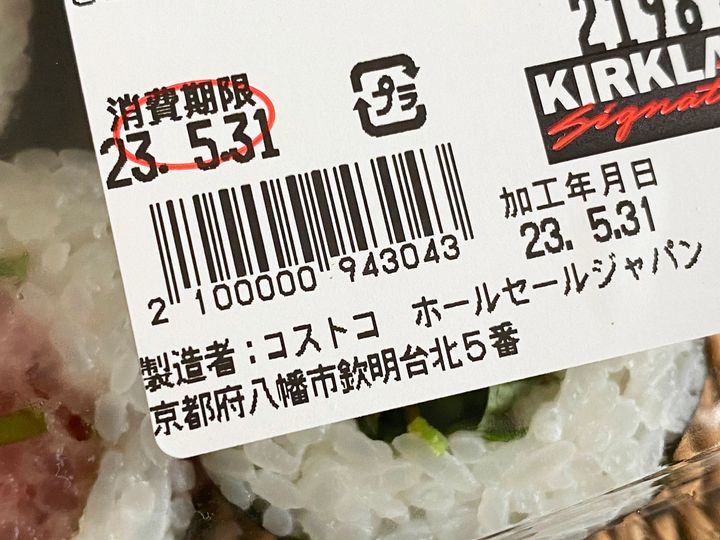 消費期限
23. 5.31
プラ
KIRKLA
Signat
2 100000 943043
加工年月日
23. 5.31
製造者:コストコ ホールセールジャパン
京都府八幡市欽明台北5番